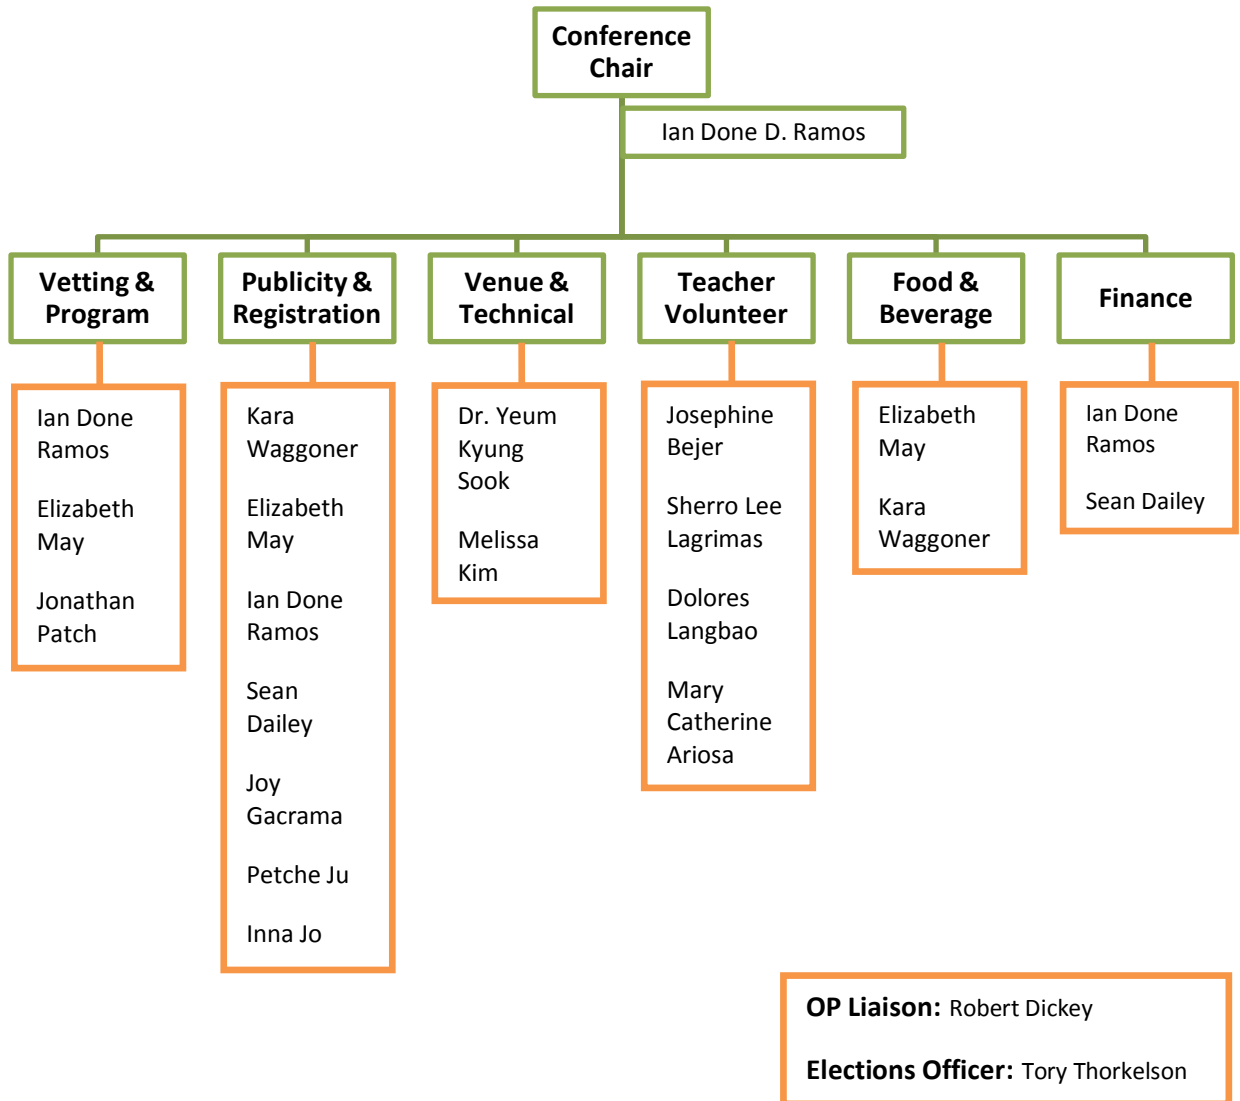 Conference
Chair
Ian Done D. Ramos
Vetting &
Program
Publicity &
Registration
Venue &
Technical
Teacher
Volunteer
Food &
Beverage
Finance
Ian Done
Ramos
Elizabeth
May
Jonathan
Patch
Kara
Waggoner
Elizabeth
May
Ian Done
Ramos
Sean
Dailey
Joy
Gacrama
Petche Ju
Inna Jo
Dr. Yeum
Kyung
Sook
Melissa
Kim
Josephine
Bejer
Sherro Lee
Lagrimas
Dolores
Langbao
Mary
Catherine
Ariosa
Elizabeth
May
Kara
Waggoner
Ian Done
Ramos
Sean Dailey
OP Liaison: Robert Dickey
Elections Officer: Tory Thorkelson